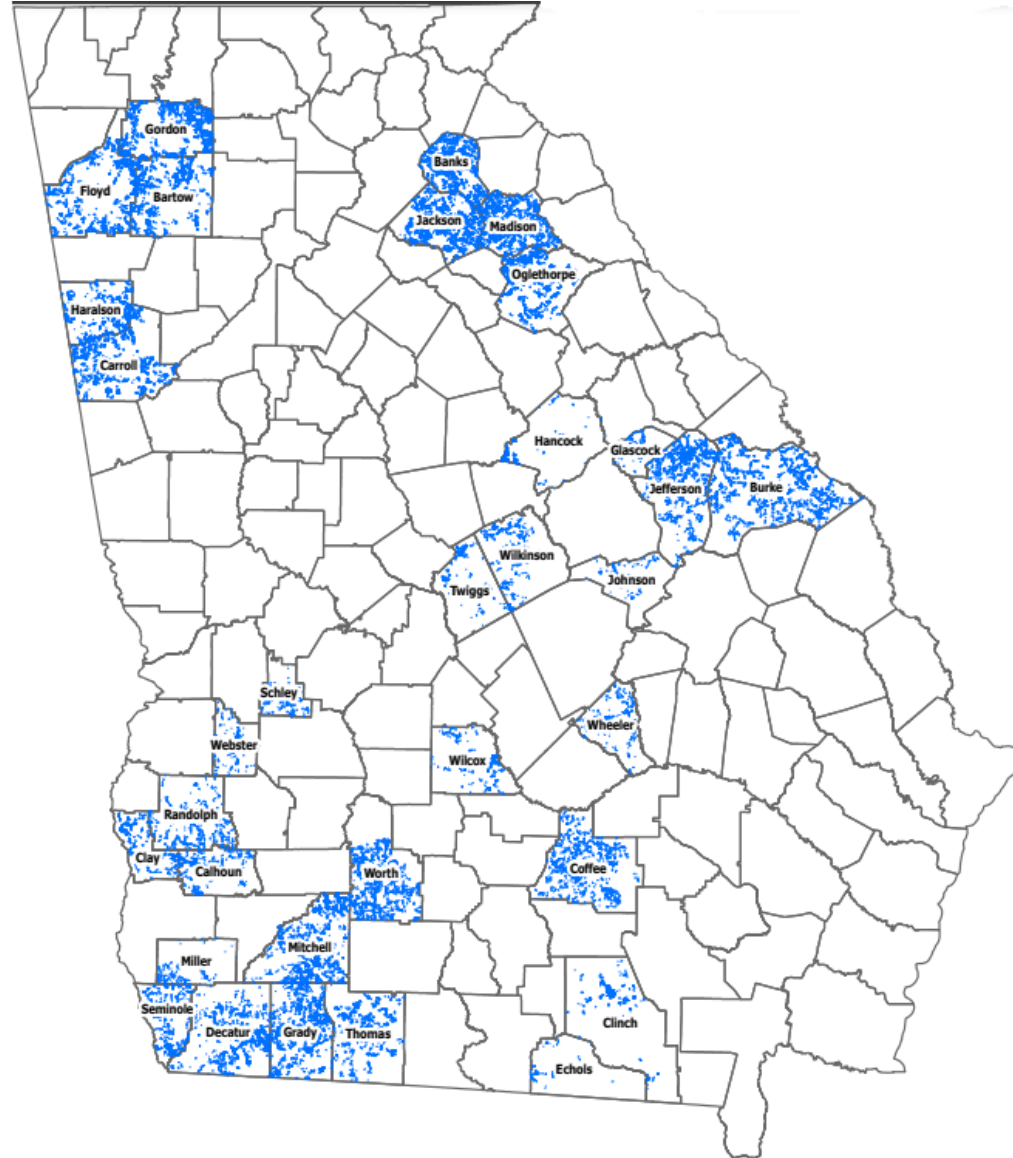 Gordon
Banks
Floyd
Bartow
Jackson
Madison
Oglethorpe
Haralson
Carroll
Hancock
Glascock
Jefferson
Burke
Wilkinson
Twiggs
Johnson
Schley
Webster
Wheeler
Wilcox
Randolph
Clay
Calhoun
Worth
Coffee
Mitchell
Miller
Seminole
Decatur
Grady
Thomas
Clinch
Echols